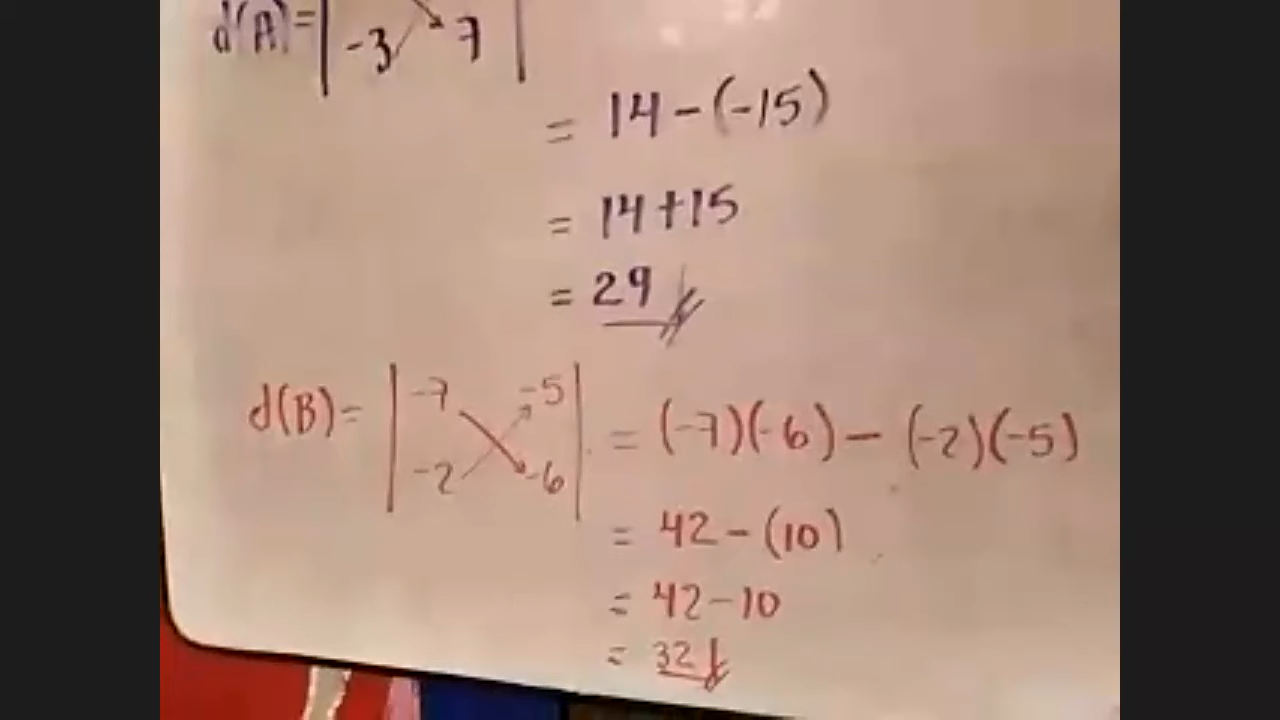 d(A)= | -3 7 |
= 14-(-15)
= 14+15
= 29
d(B)= | -7 -5 | = (-7)(-6) - (-2)(-5)
| -2 -6 |
= 42-(10)
= 42-10
= 32